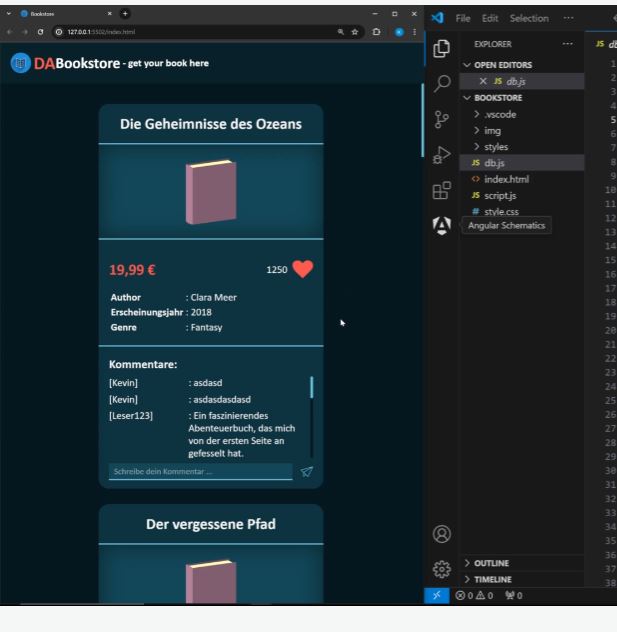 Bookstore
127.0.0.1:5502/index.html
DABookstore - get your book here
Die Geheimnisse des Ozeans
19,99 €
1250
Author : Clara Meer
Erscheinungsjahr : 2018
Genre : Fantasy
Kommentare:
[Kevin] : asdasd
[Kevin] : asdasdasdasd
[Leser123] : Ein faszinierendes
Abenteuerbuch, das mich
von der ersten Seite an
gefesselt hat.
Schreibe dein Kommentar ...
Der vergessene Pfad
File Edit Selection ...
EXPLORER ...
OPEN EDITORS
JS db.js
BOOKSTORE
.vscode
img
styles
JS db.js
<> index.html
JS script.js
# style.css
Angular Schematics
OUTLINE
TIMELINE
0 0 0
JS db
1
2
3
4
5
6
7
8
9
10
11
12
13
14
15
16
17
18
19
20
21
22
23
24
25
26
27
28
29
30
31
32
33
34
35
36
37
38